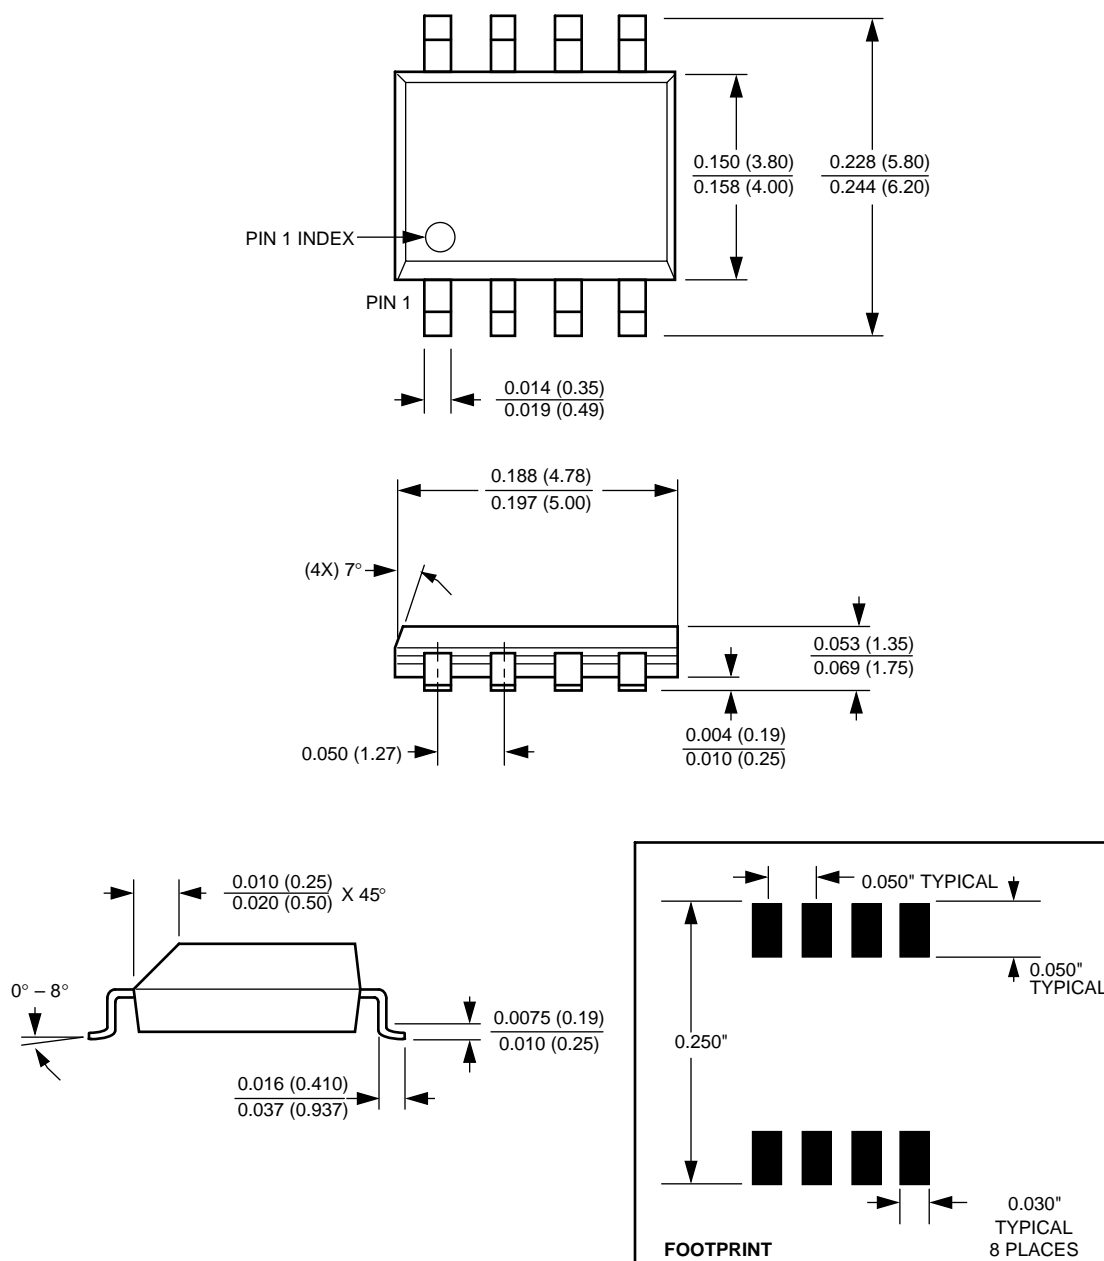 0.150 (3.80) 0.228 (5.80)
0.158 (4.00) 0.244 (6.20)
PIN 1 INDEX
PIN 1
0.014 (0.35)
0.019 (0.49)
0.188 (4.78)
0.197 (5.00)
(4X) 7°
0.053 (1.35)
0.069 (1.75)
0.004 (0.19)
0.010 (0.25)
0.050 (1.27)
0.010 (0.25)
0.020 (0.50) X 45°
0° – 8°
0.0075 (0.19)
0.010 (0.25)
0.016 (0.410)
0.037 (0.937)
0.050" TYPICAL
0.050"
TYPICAL
0.250"
0.030"
TYPICAL
8 PLACES
FOOTPRINT